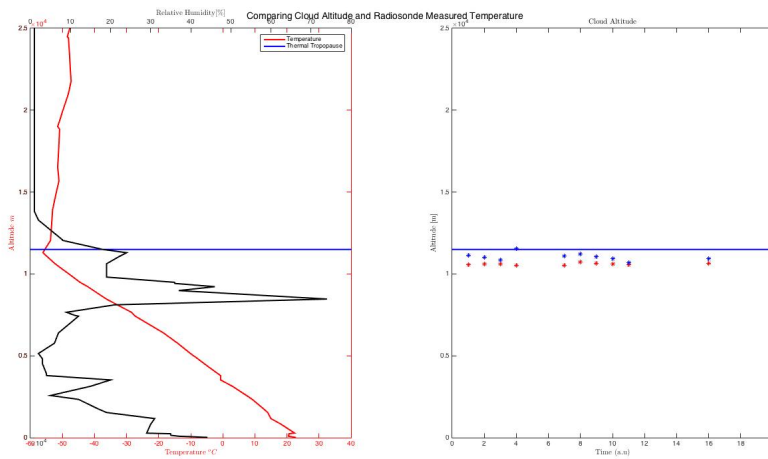 Comparing Cloud Altitude and Radiosonde Measured Temperature
Relative Humidity[%]
0 10 20 30 40 50 60 70 80
Temperature
Thermal Tropopause
2.5
2
1.5
1
0.5
0
Altitude m
-50 -40 -30 -20 -10 0 10 20 30 40
Temperature °C
Cloud Altitude
2.5
2
1.5
1
0.5
0
Altitude [m]
0 2 4 6 8 10 12 14 16 18
Time (a.u)